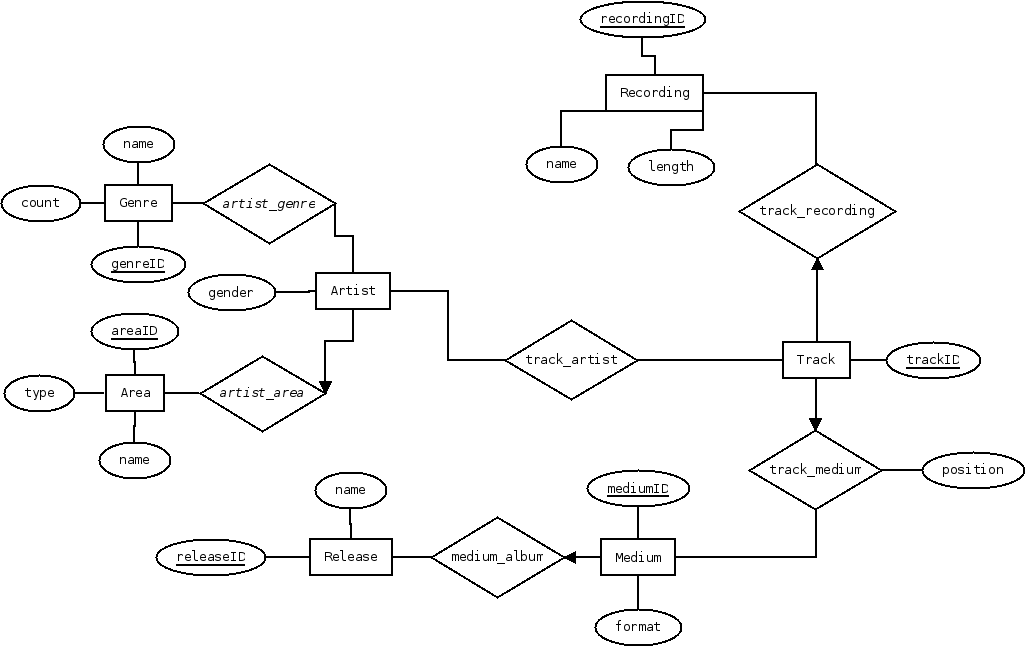 recordingID
Recording
name
length
name
count
Genre
artist_genre
track_recording
genreID
gender
Artist
areaID
track_artist
Track
trackID
type
Area
artist_area
name
track_medium
position
name
mediumID
releaseID
Release
medium_album
Medium
format